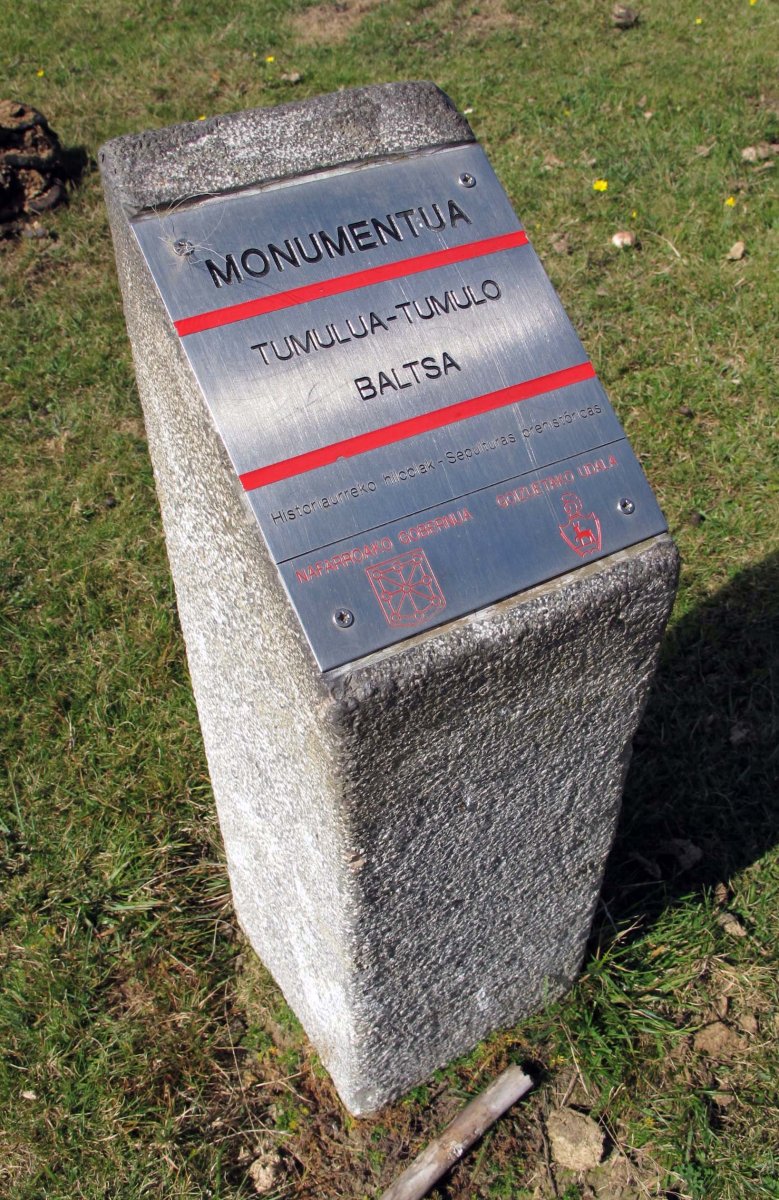 MONUMENTUA
TUMULUA-TUMULO
BALTSA
Historiaurreko hilobiak-Sepulturas prehistóricas
NAFARROAKO GOBERNUA
GOIZUETAKO UDALA